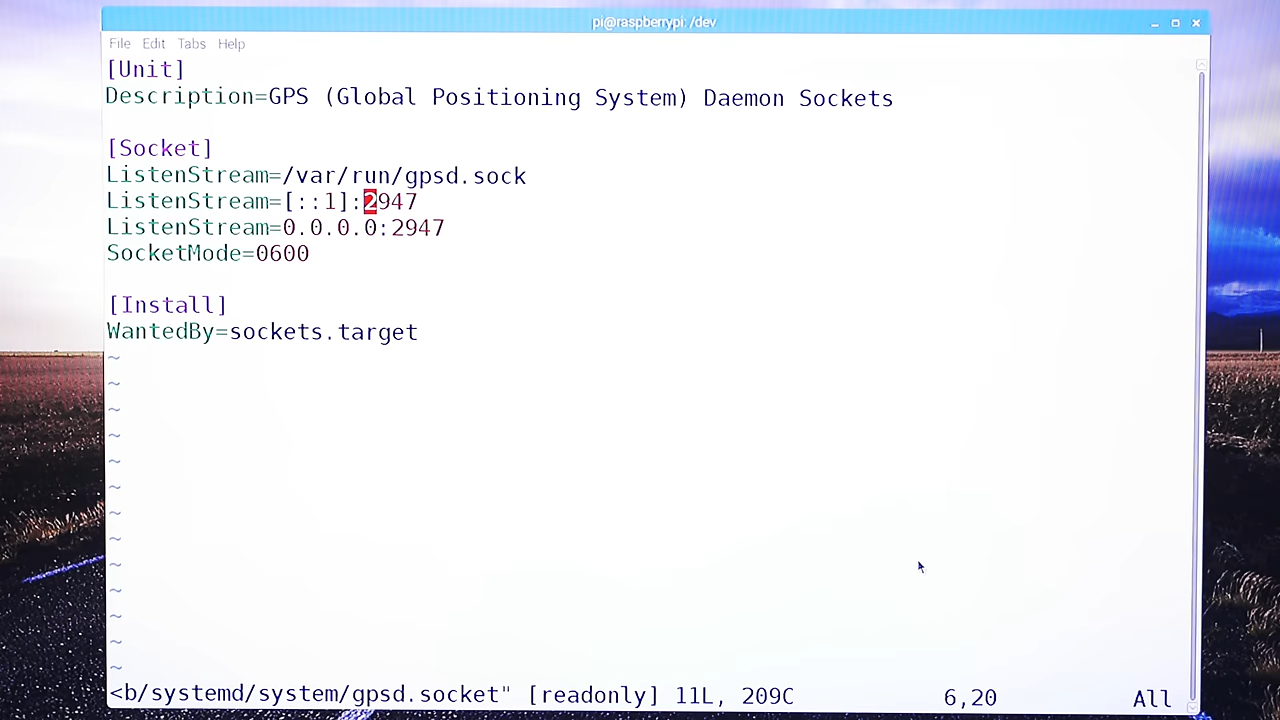 pi@raspberrypi: /dev
File Edit Tabs Help
[Unit]
Description=GPS (Global Positioning System) Daemon Sockets
[Socket]
ListenStream=/var/run/gpsd.sock
ListenStream=[::1]:2947
ListenStream=0.0.0.0:2947
SocketMode=0600
[Install]
WantedBy=sockets.target
~
~
~
~
~
~
~
~
~
~
~
~
~
<b/systemd/system/gpsd.socket" [readonly] 11L, 209C 6,20 All